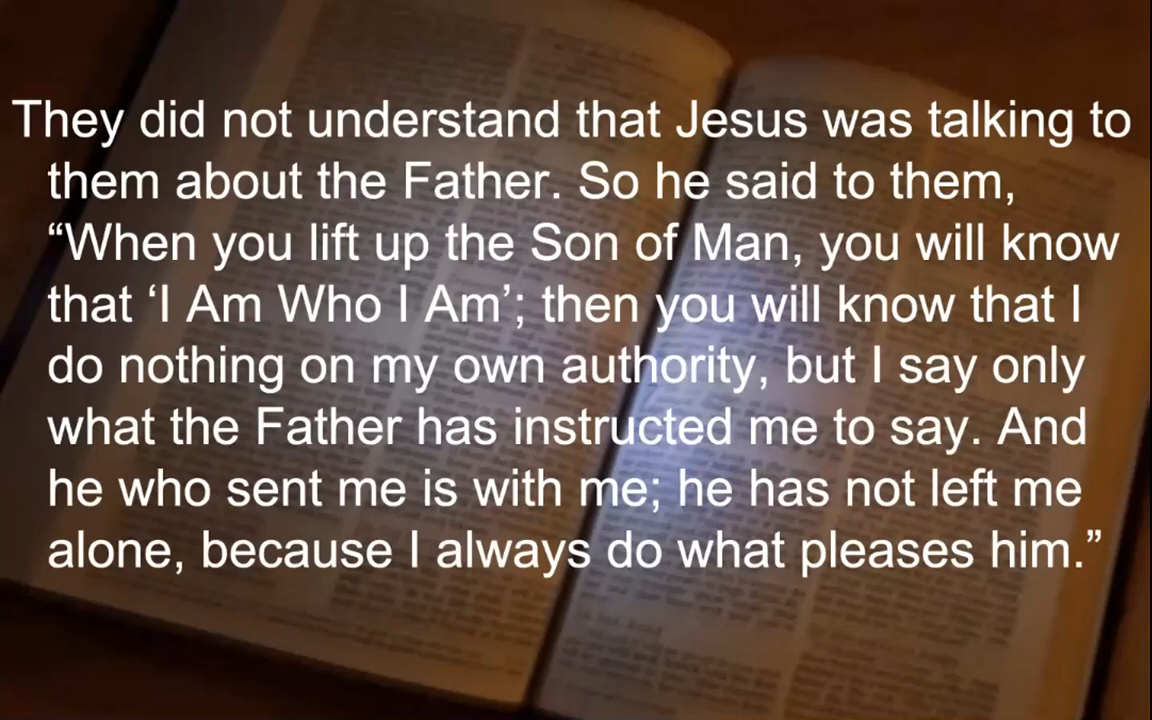 They did not understand that Jesus was talking to
them about the Father. So he said to them,
“When you lift up the Son of Man, you will know
that ‘I Am Who I Am’; then you will know that I
do nothing on my own authority, but I say only
what the Father has instructed me to say. And
he who sent me is with me; he has not left me
alone, because I always do what pleases him.”